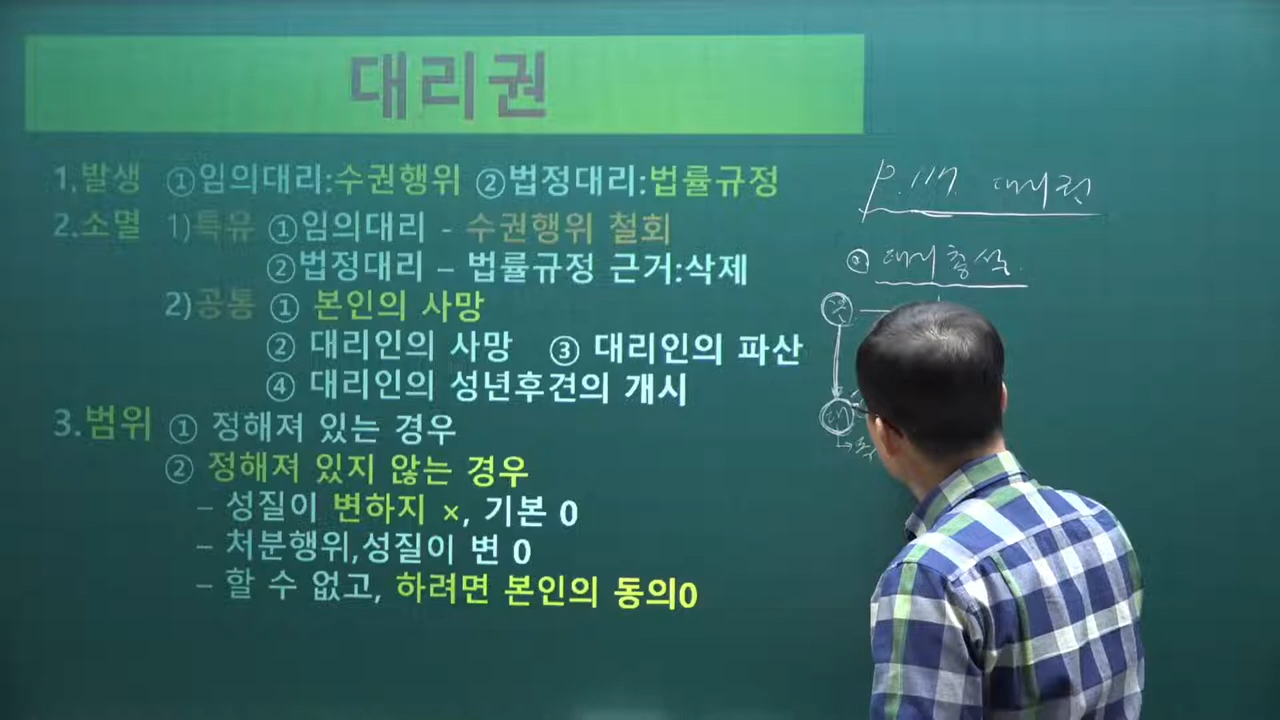 대리권
1.발생 ①임의대리:수권행위 ②법정대리:법률규정
2.소멸 1)특유 ①임의대리 - 수권행위 철회
②법정대리 – 법률규정 근거:삭제
2)공통 ① 본인의 사망
② 대리인의 사망 ③ 대리인의 파산
④ 대리인의 성년후견의 개시
3.범위 ① 정해져 있는 경우
② 정해져 있지 않는 경우
– 성질이 변하지 ×, 기본 0
– 처분행위,성질이 변 0
– 할 수 없고, 하려면 본인의 동의0
P.117. 대리권
대리
본
대